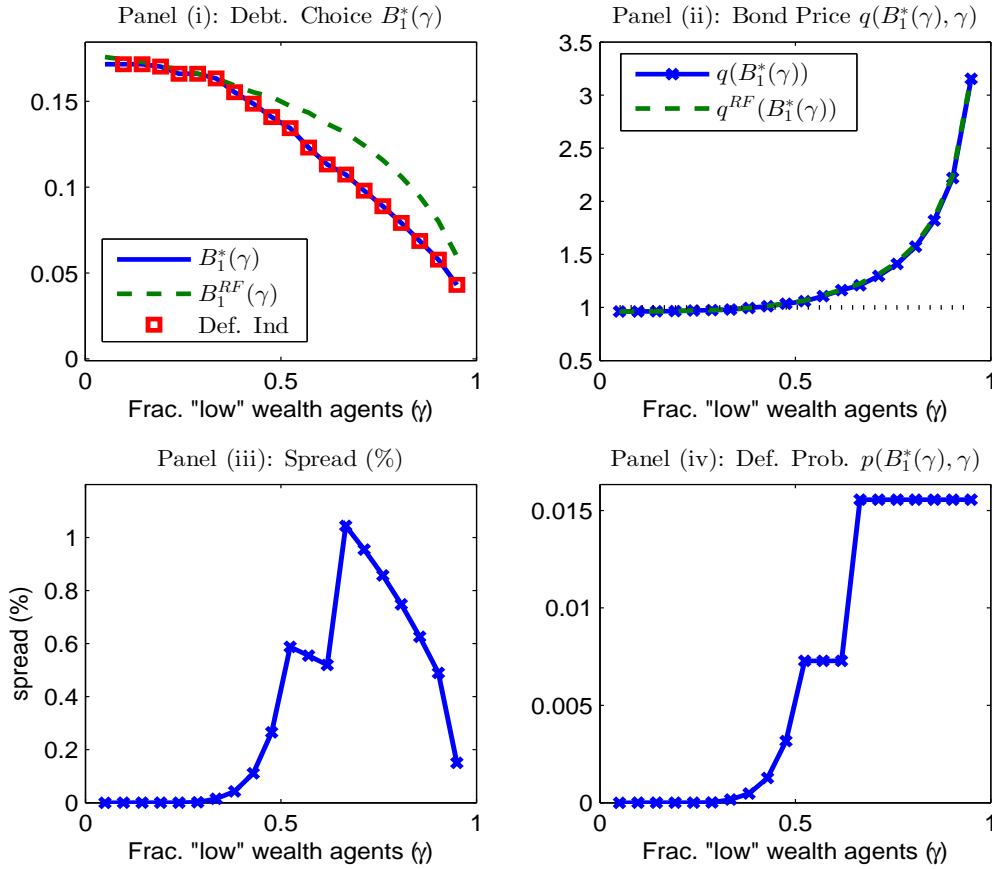 Panel (i): Debt. Choice B₁*(γ)
0.15
0.1
0.05
0
B₁*(γ)
B₁^{RF}(γ)
Def. Ind
0 0.5 1
Frac. "low" wealth agents (γ)
Panel (ii): Bond Price q(B₁*(γ), γ)
3.5
3
2.5
2
1.5
1
0.5
q(B₁*(γ))
q^{RF}(B₁*(γ))
0 0.5 1
Frac. "low" wealth agents (γ)
Panel (iii): Spread (%)
spread (%)
1
0.8
0.6
0.4
0.2
0
0 0.5 1
Frac. "low" wealth agents (γ)
Panel (iv): Def. Prob. p(B₁*(γ), γ)
0.015
0.01
0.005
0
0 0.5 1
Frac. "low" wealth agents (γ)